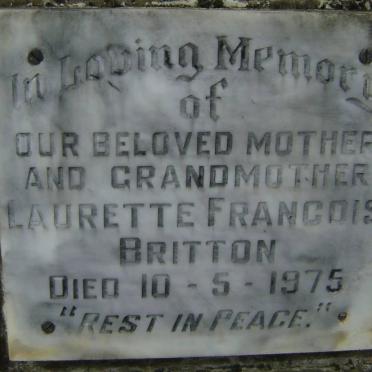 In Loving Memory
of
OUR BELOVED MOTHER
AND GRANDMOTHER
LAURETTE FRANCOIS
BRITTON
DIED 10 - 5 - 1975
"REST IN PEACE."